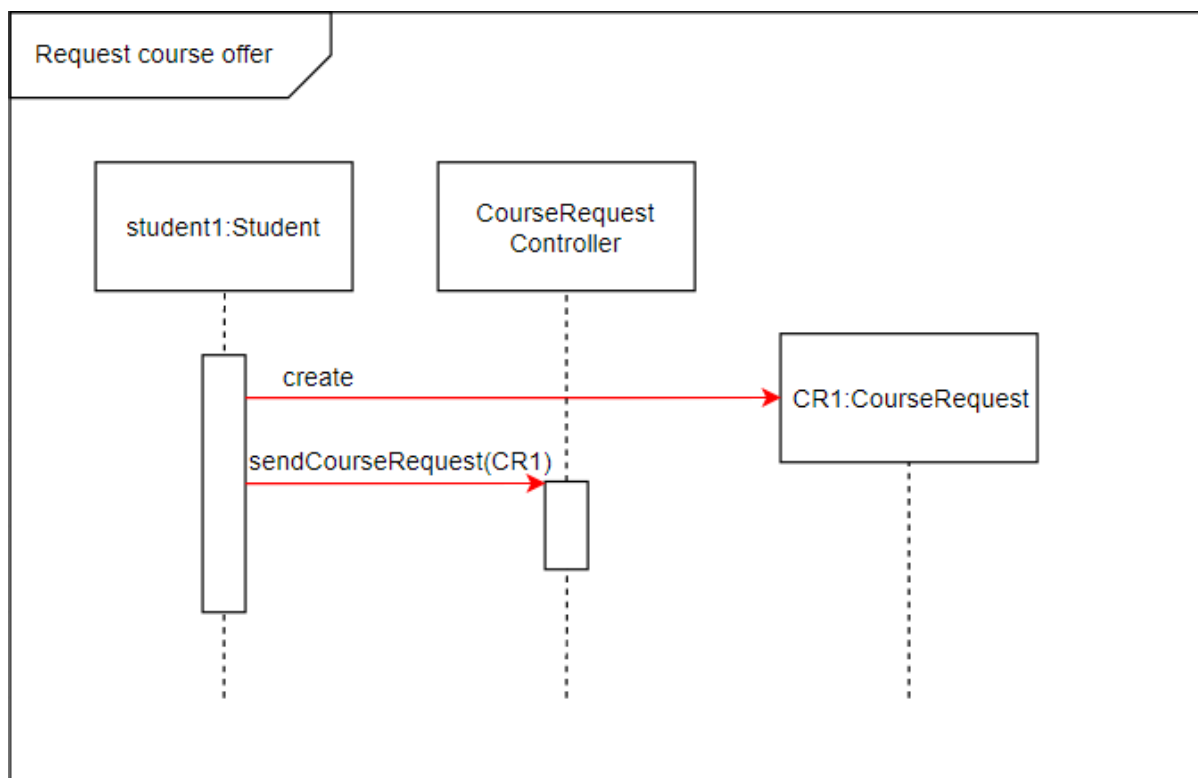 Request course offer
student1:Student
CourseRequest
Controller
create
CR1:CourseRequest
sendCourseRequest(CR1)